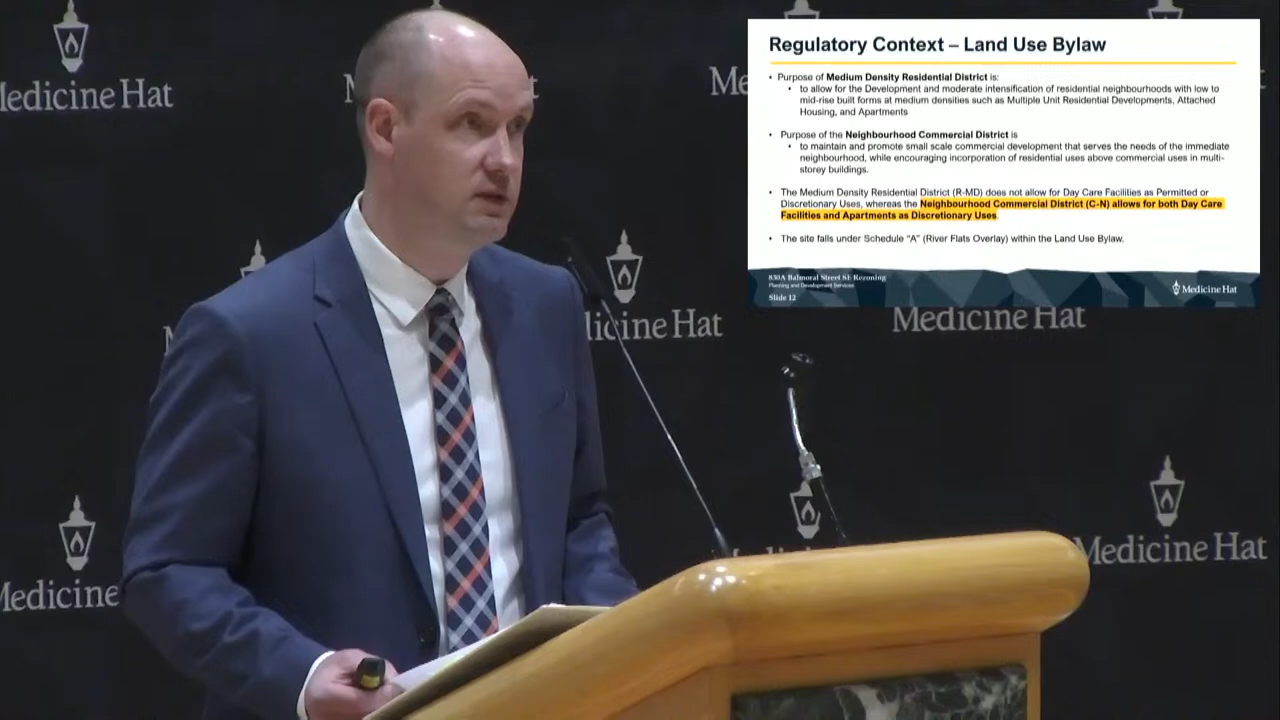 Medicine Hat
Me
Regulatory Context – Land Use Bylaw
• Purpose of Medium Density Residential District is:
• to allow for the Development and moderate intensification of residential neighbourhoods with low to
mid-rise built forms at medium densities such as Multiple Unit Residential Developments, Attached
Housing, and Apartments
• Purpose of the Neighbourhood Commercial District is
• to maintain and promote small scale commercial development that serves the needs of the immediate
neighbourhood, while encouraging incorporation of residential uses above commercial uses in multi-
storey buildings.
• The Medium Density Residential District (R-MD) does not allow for Day Care Facilities as Permitted or
Discretionary Uses, whereas the Neighbourhood Commercial District (C-N) allows for both Day Care
Facilities and Apartments as Discretionary Uses.
• The site falls under Schedule "A" (River Flats Overlay) within the Land Use Bylaw.
830A Balmoral Street SE Rezoning
Planning and Development Services
Slide 12
Medicine Hat
dicine Hat
Medicine Hat
Medicine Hat
Medicine